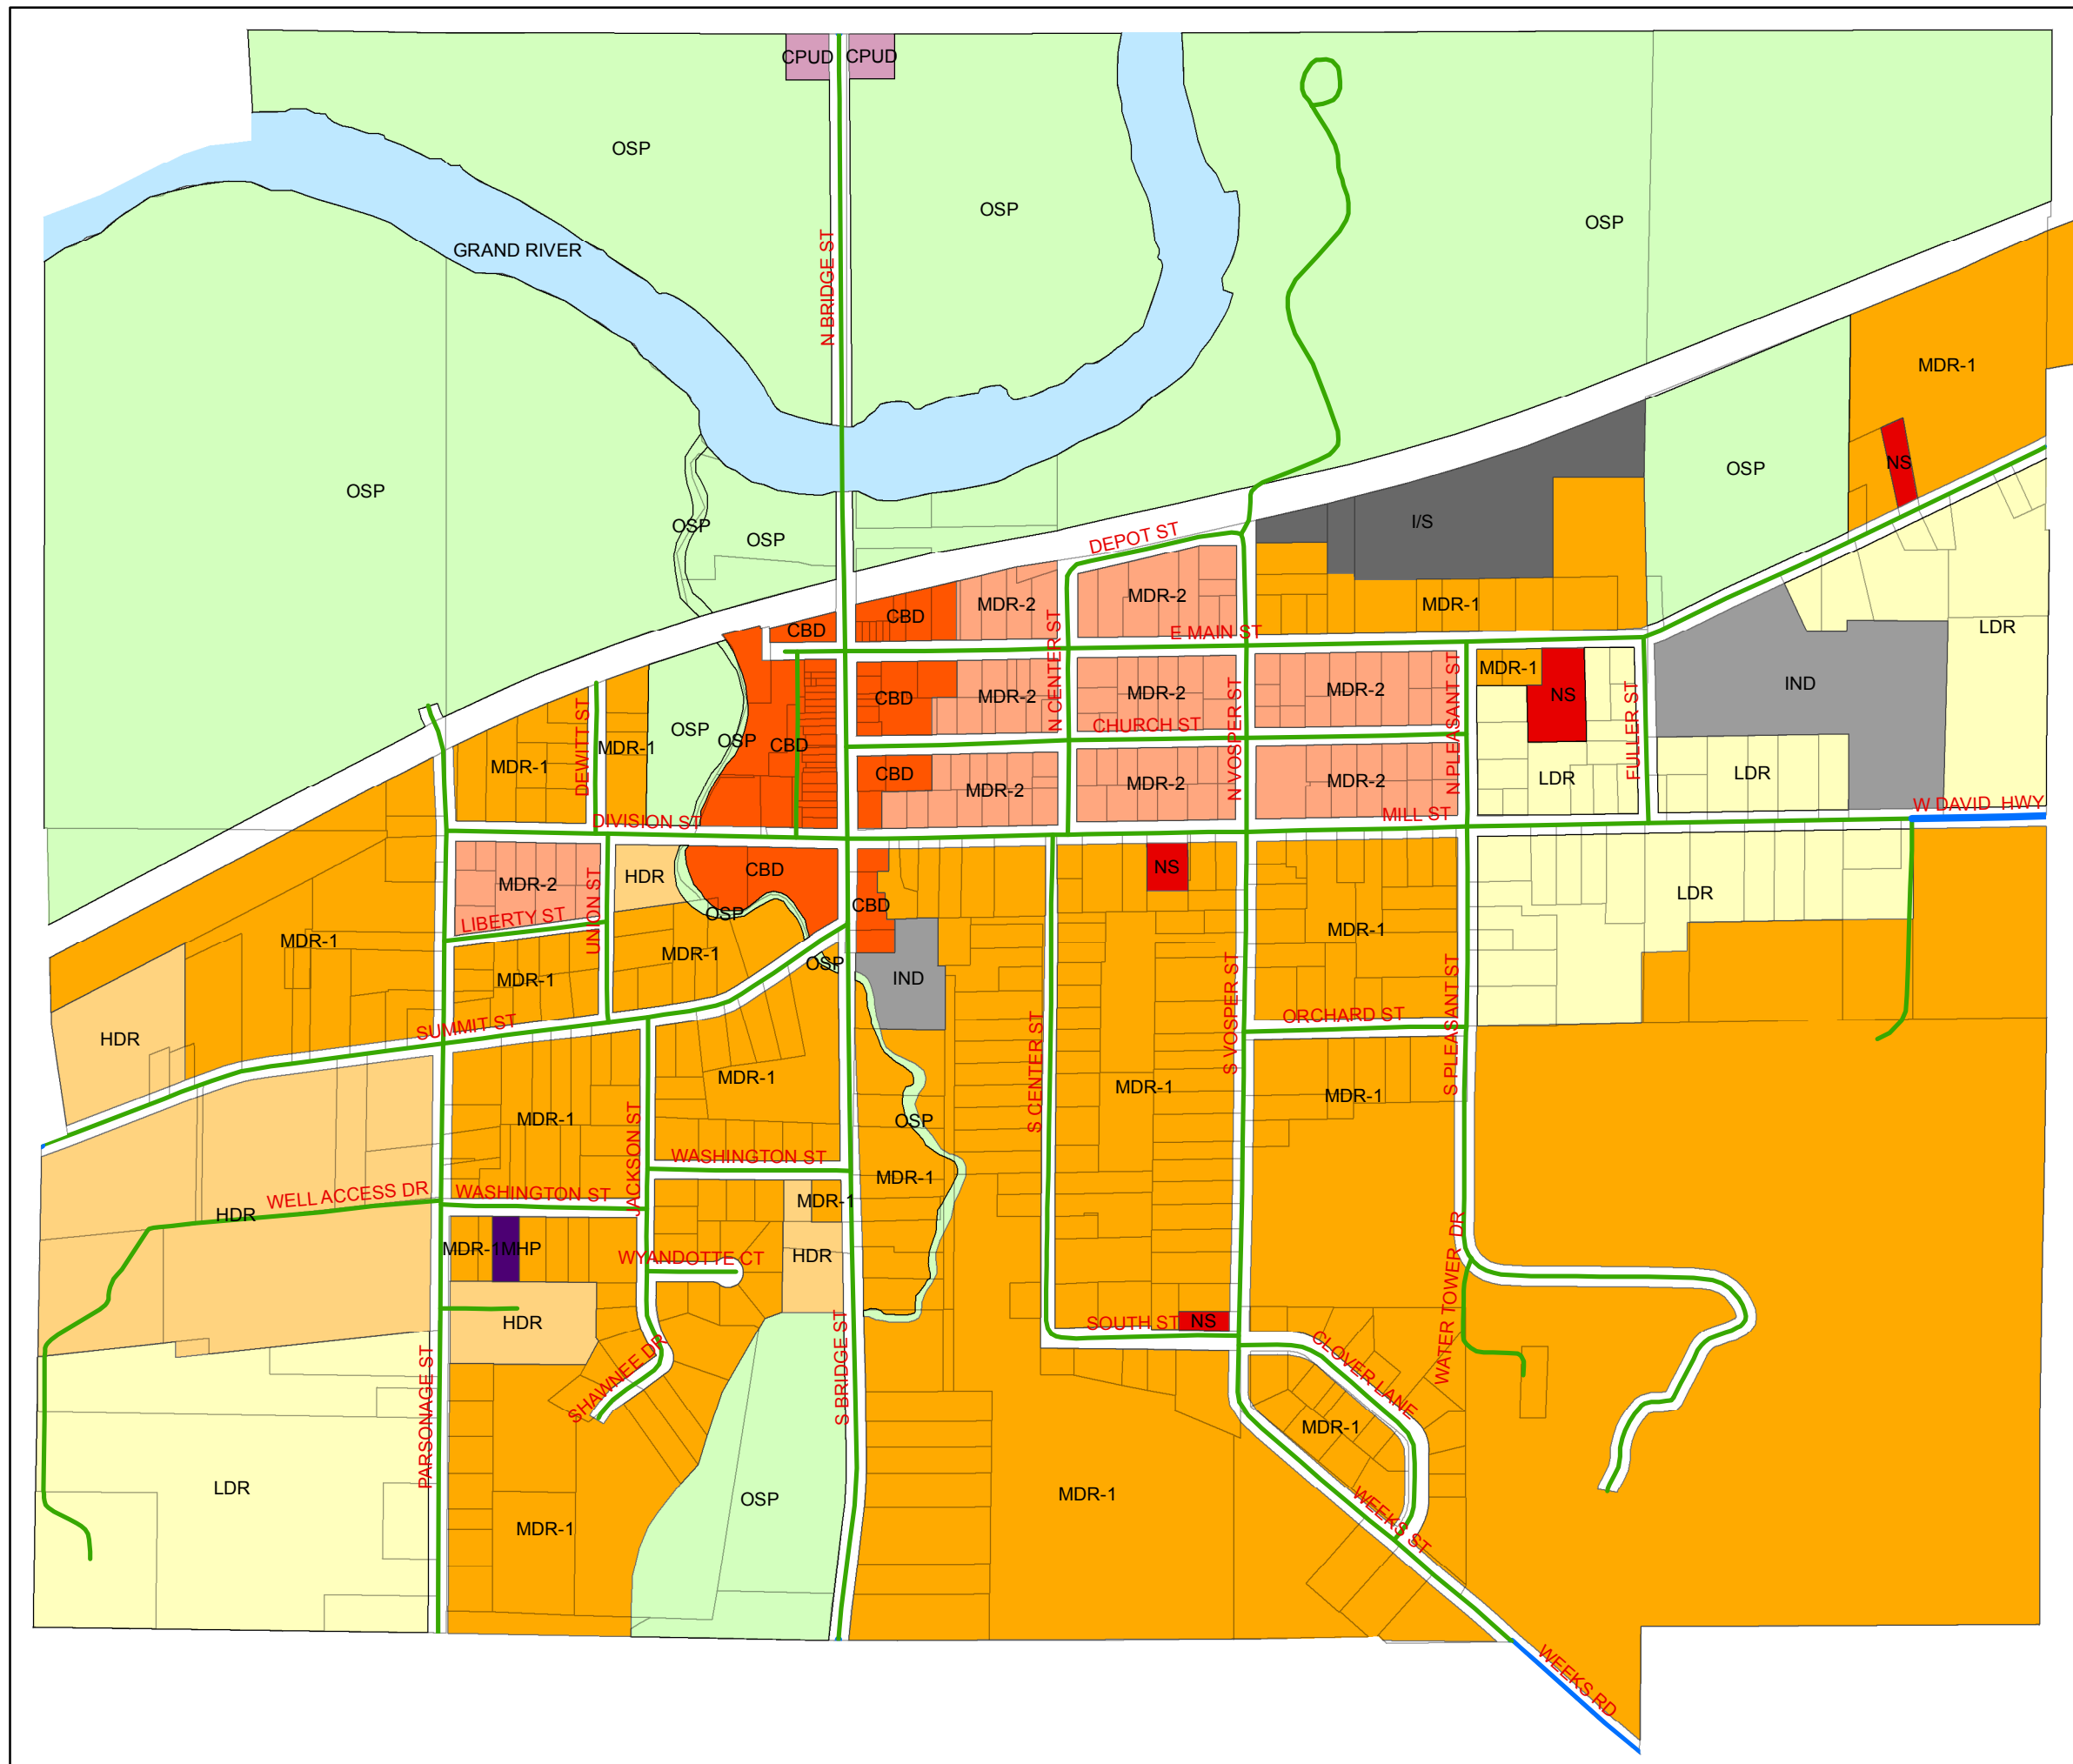 CPUD CPUD
OSP
OSP
OSP
GRAND RIVER
N BRIDGE ST
MDR-1
NS
OSP
OSP
I/S
OSP
OSP
DEPOT ST
MDR-2
MDR-2
CBD
CBD
MDR-1
E MAIN ST
LDR
N CENTER ST
MDR-1
NS
IND
MDR-2
MDR-2
MDR-2
CBD
N VOSPER ST
N PLEASANT ST
FULLER ST
CHURCH ST
DEWITT ST
MDR-1
OSP
OSP
CBD
MDR-1
CBD
MDR-2
MDR-2
MDR-2
LDR
LDR
W DAVID HWY
DIVISION ST
MILL ST
MDR-2
HDR
CBD
NS
LDR
LIBERTY ST
UNION ST
OSP
CBD
MDR-1
MDR-1
MDR-1
MDR-1
OSP
IND
MDR-1
SUMMIT ST
ORCHARD ST
HDR
S CENTER ST
S VOSPER ST
S PLEASANT ST
MDR-1
MDR-1
MDR-1
MDR-1
OSP
JACKSON ST
WASHINGTON ST
MDR-1
WELL ACCESS DR
WASHINGTON ST
MDR-1
HDR
MDR-1
MHP
WYANDOTTE CT
HDR
WATER TOWER DR
HDR
SOUTH ST
NS
SHAWNEE DR
S BRIDGE ST
PARSONAGE ST
CLOVER LANE
MDR-1
LDR
OSP
MDR-1
MDR-1
WEEKS ST
WEEKS RD